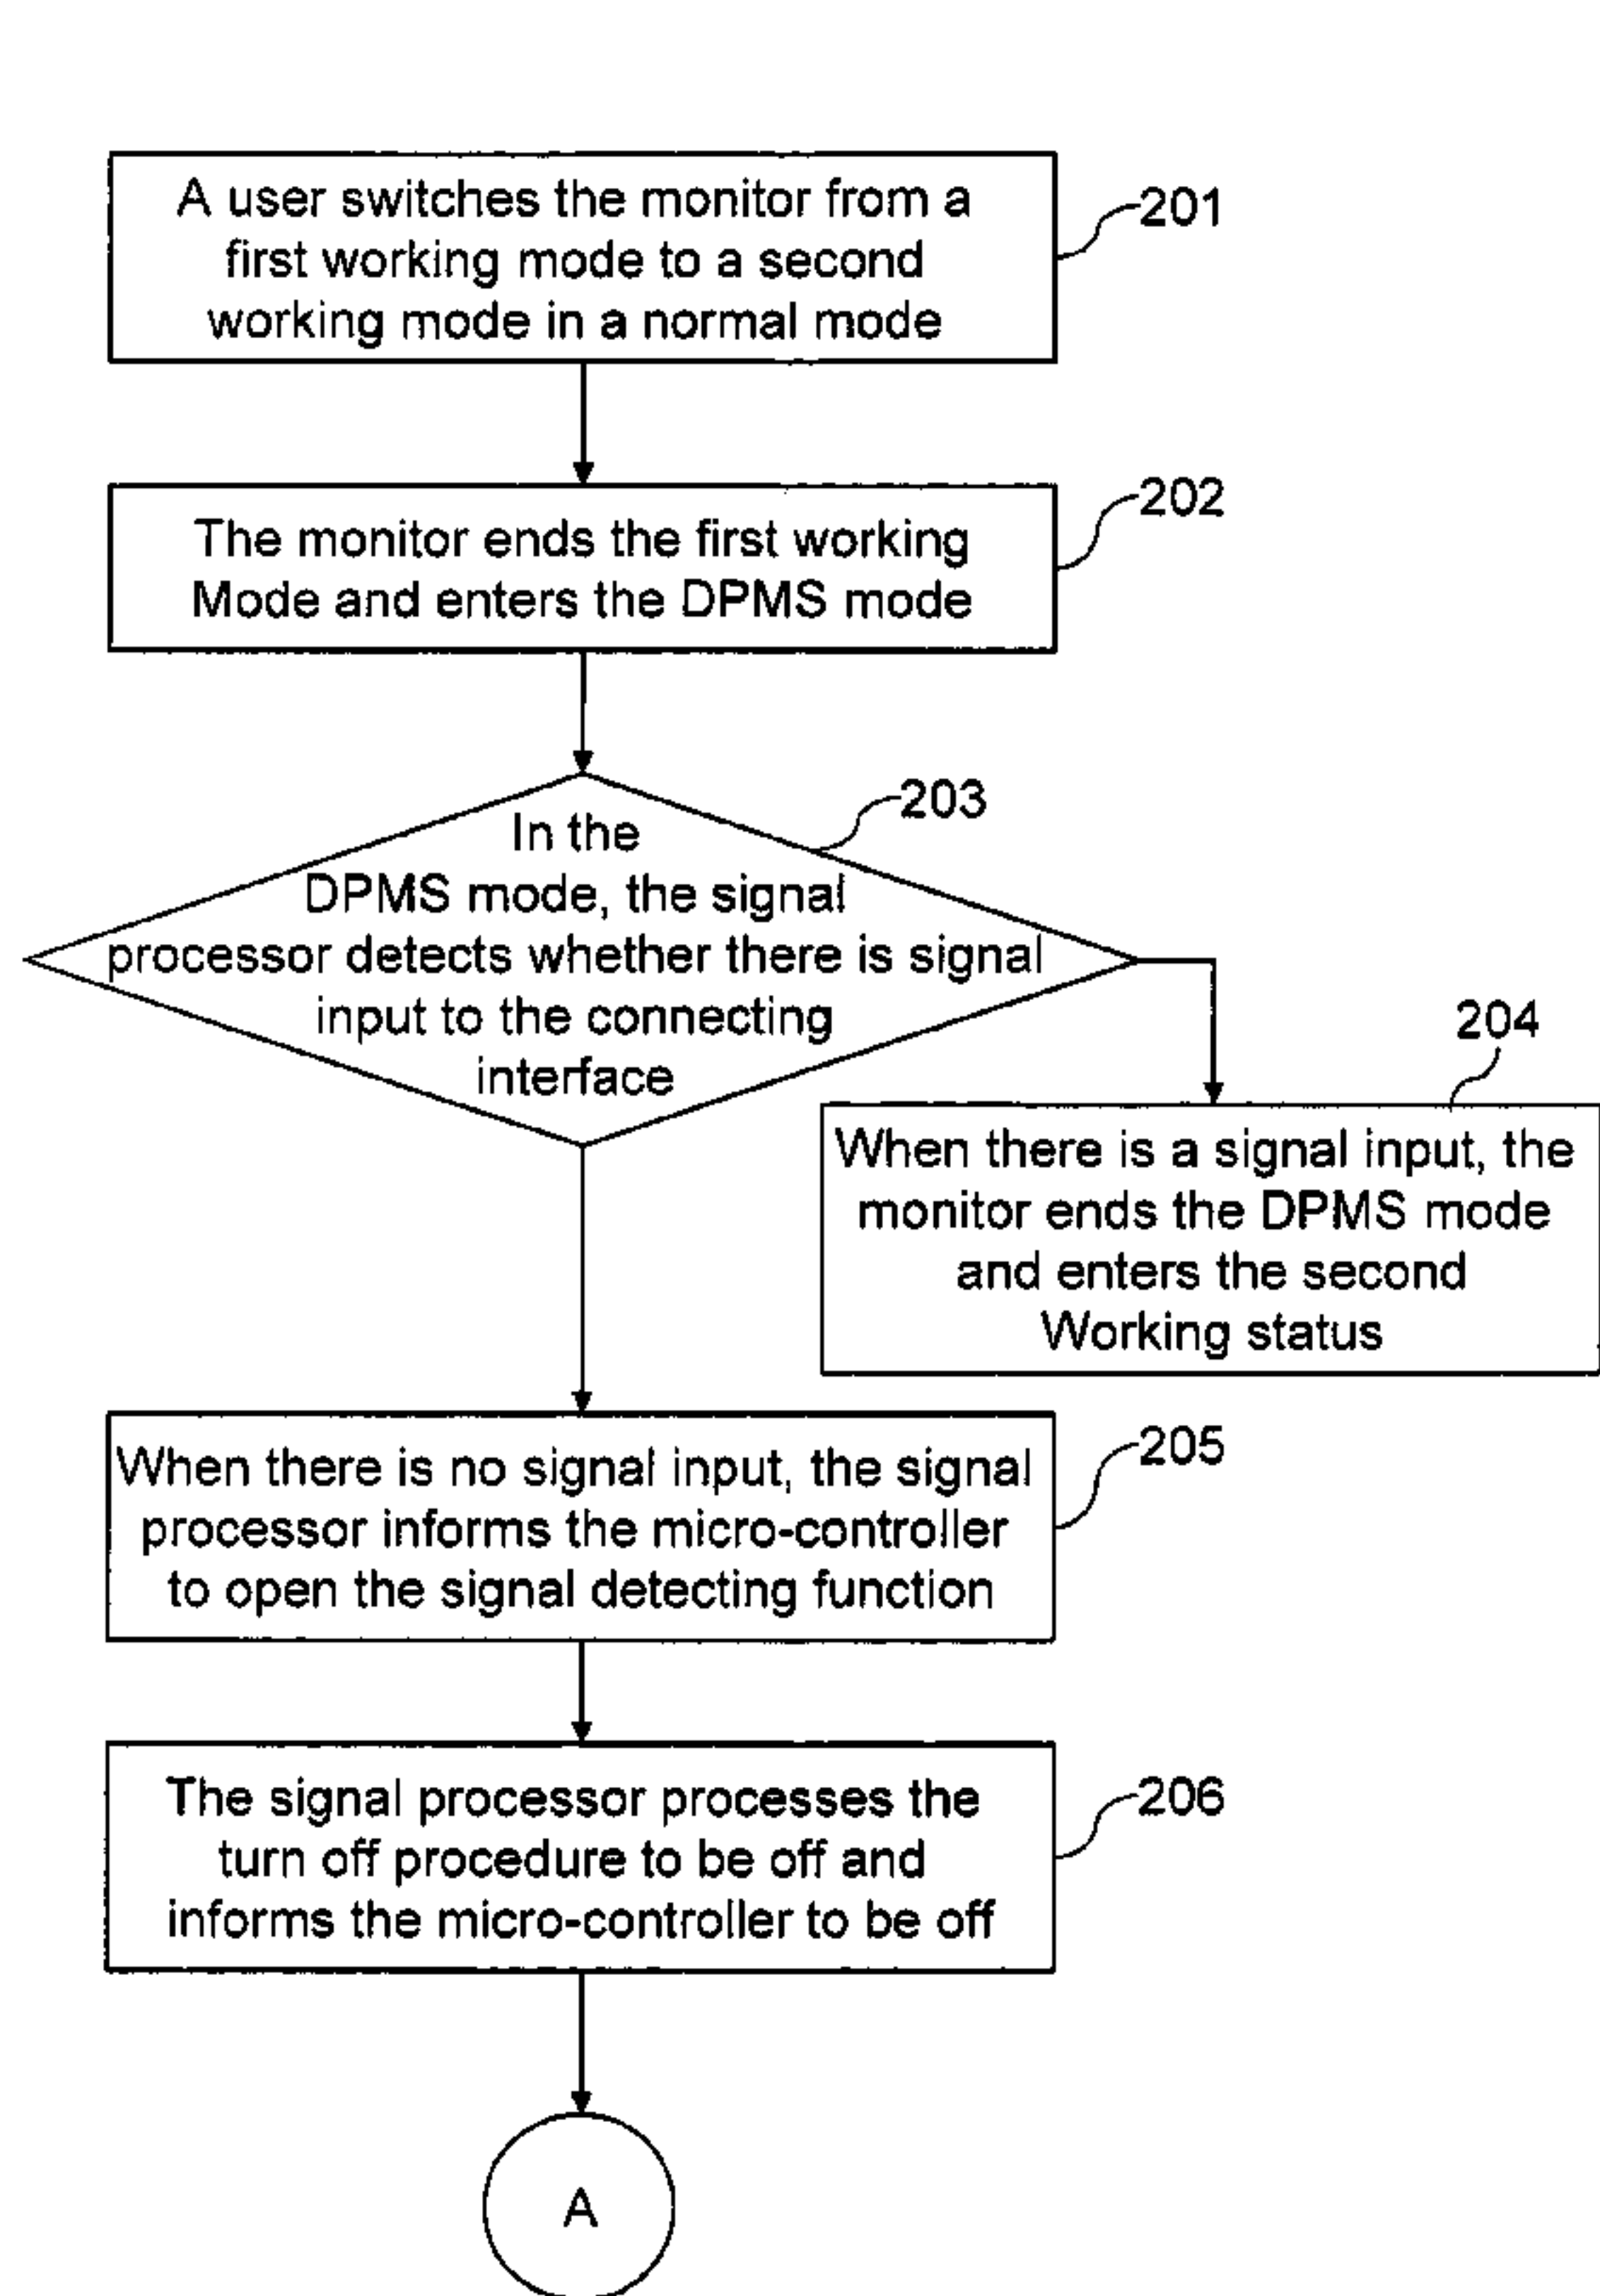 A user switches the monitor from a
first working mode to a second
working mode in a normal mode
201
The monitor ends the first working
Mode and enters the DPMS mode
202
In the
DPMS mode, the signal
processor detects whether there is signal
input to the connecting
interface
203
204
When there is a signal input, the
monitor ends the DPMS mode
and enters the second
Working status
When there is no signal input, the signal
processor informs the micro-controller
to open the signal detecting function
205
The signal processor processes the
turn off procedure to be off and
informs the micro-controller to be off
206
A